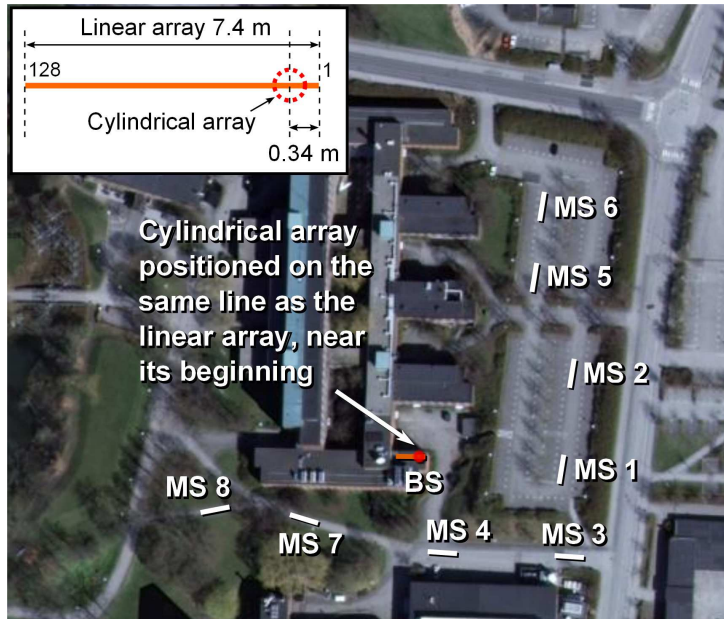 Linear array 7.4 m
128
1
Cylindrical array
0.34 m
Cylindrical array
positioned on the
same line as the
linear array, near
its beginning
MS 6
MS 5
MS 2
MS 1
BS
MS 8
MS 7
MS 4
MS 3